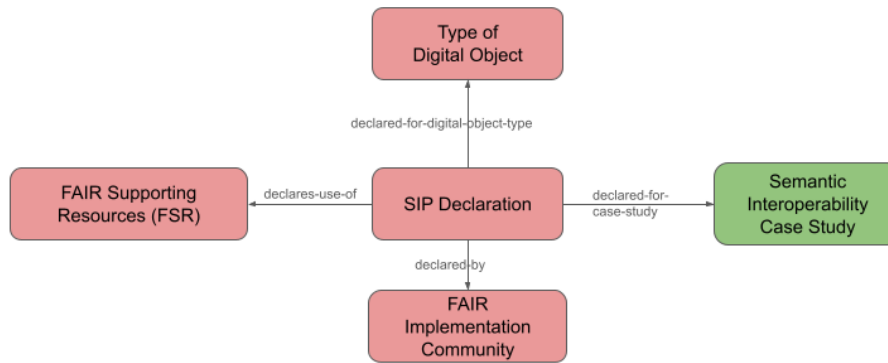 Type of
Digital Object
declared-for-digital-object-type
FAIR Supporting
Resources (FSR)
declares-use-of
SIP Declaration
declared-for-
case-study
Semantic
Interoperability
Case Study
declared-by
FAIR
Implementation
Community